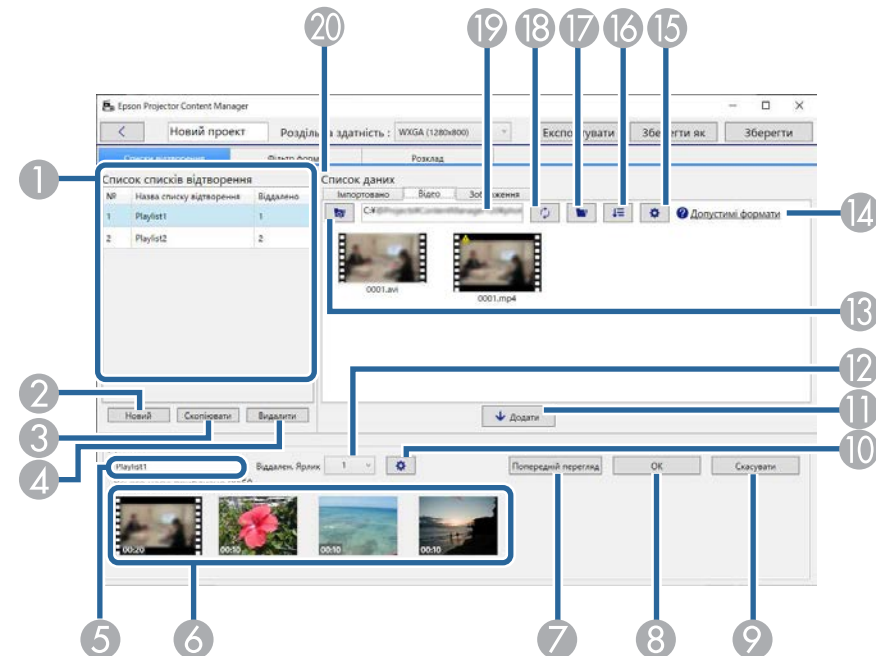 20 19 18 17 16 15
Epson Projector Content Manager
Новий проект Роздільна здатність : WXGA (1280x800) Експортувати Зберегти як Зберегти
Списки відтворення Фільтр форм Розклад
1
Список списків відтворення
Список даних
№ Назва списку відтворення Віддалено
Імпортовано Відео Зображення
1 Playlist1 1
Допустимі формати
14
2 Playlist2 2
0001.avi
0001.mp4
13
12
2
Новий Скопіювати Видалити
Додати
11
3
10
4
Playlist1 Віддален. Ярлик 1 Попередній перегляд OK Скасувати
00:20 00:10 00:10 00:10
5 6 7 8 9